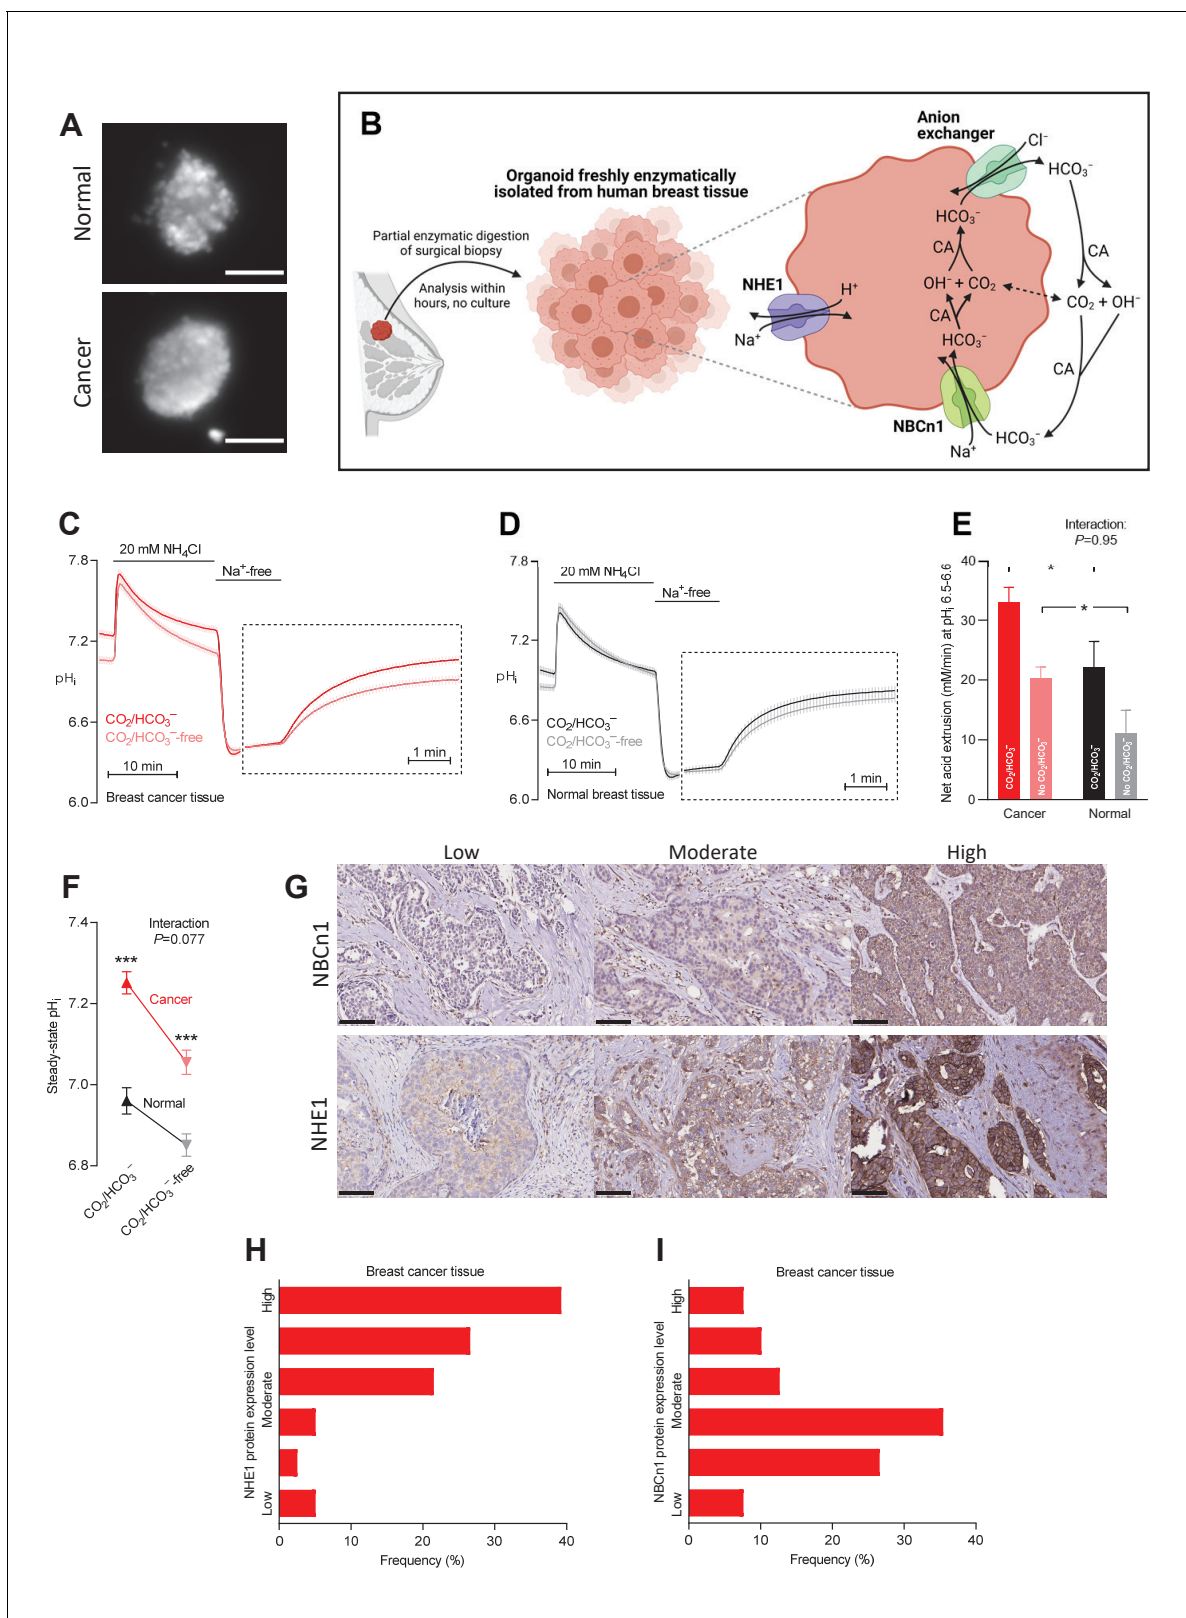 A
Normal
Cancer
B
Organoid freshly enzymatically
isolated from human breast tissue
Partial enzymatic digestion
of surgical biopsy
Analysis within
hours, no culture
Anion
exchanger
Cl⁻
HCO₃⁻
HCO₃⁻
CA
CA
OH⁻ + CO₂
CO₂ + OH⁻
NHE1
H⁺
Na⁺
CA
HCO₃⁻
CA
NBCn1
HCO₃⁻
Na⁺
C
20 mM NH₄Cl
Na⁺-free
7.8
7.2
pHᵢ
6.6
6.0
CO₂/HCO₃⁻
CO₂/HCO₃⁻-free
10 min
1 min
Breast cancer tissue
D
20 mM NH₄Cl
Na⁺-free
7.8
7.2
pHᵢ
6.6
6.0
CO₂/HCO₃⁻
CO₂/HCO₃⁻-free
10 min
1 min
Normal breast tissue
E
Interaction:
P=0.95
Net acid extrusion (mM/min) at pHᵢ 6.5-6.6
40
30
20
10
0
*
*
CO₂/HCO₃⁻
No CO₂/HCO₃⁻
CO₂/HCO₃⁻
No CO₂/HCO₃⁻
Cancer
Normal
F
Interaction
P=0.077
Steady-state pHᵢ
7.4
7.2
7.0
6.8
***
Cancer
***
Normal
CO₂/HCO₃⁻
CO₂/HCO₃⁻-free
G
Low
Moderate
High
NBCn1
NHE1
H
Breast cancer tissue
NHE1 protein expression level
High
Moderate
Low
0
10
20
30
40
Frequency (%)
I
Breast cancer tissue
NBCn1 protein expression level
High
Moderate
Low
0
10
20
30
40
Frequency (%)